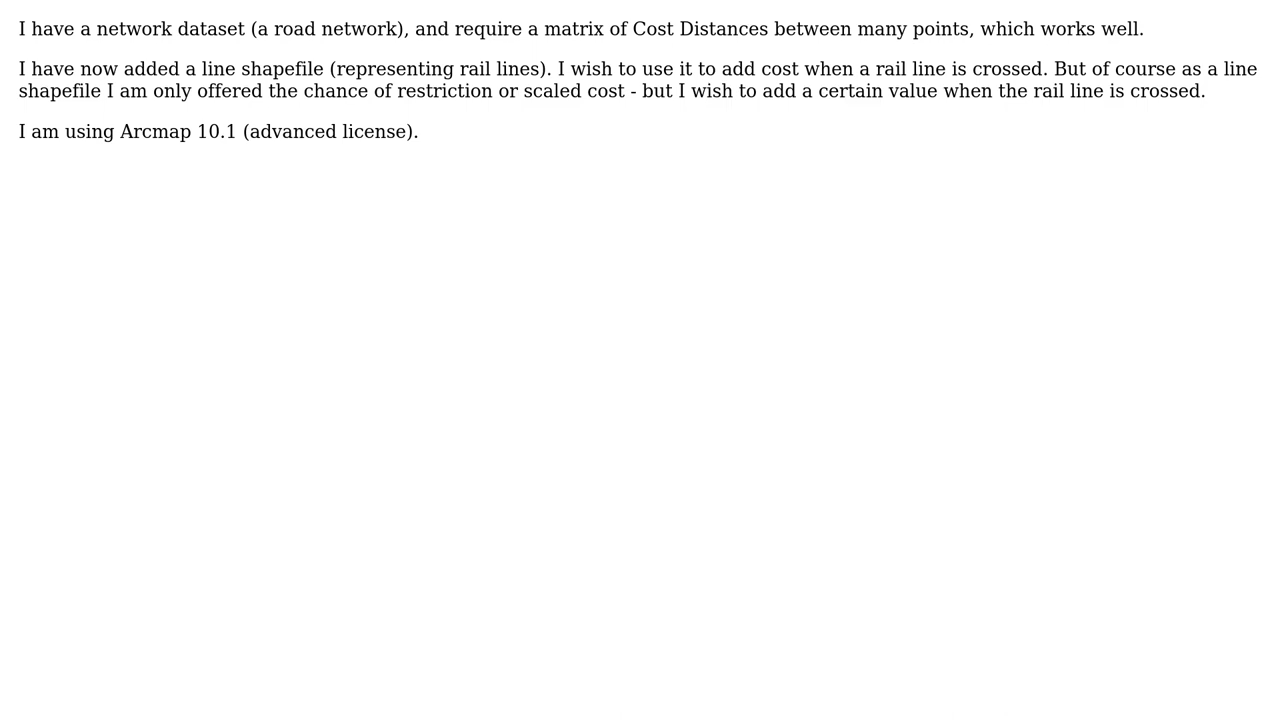 I have a network dataset (a road network), and require a matrix of Cost Distances between many points, which works well.
I have now added a line shapefile (representing rail lines). I wish to use it to add cost when a rail line is crossed. But of course as a line
shapefile I am only offered the chance of restriction or scaled cost - but I wish to add a certain value when the rail line is crossed.
I am using Arcmap 10.1 (advanced license).